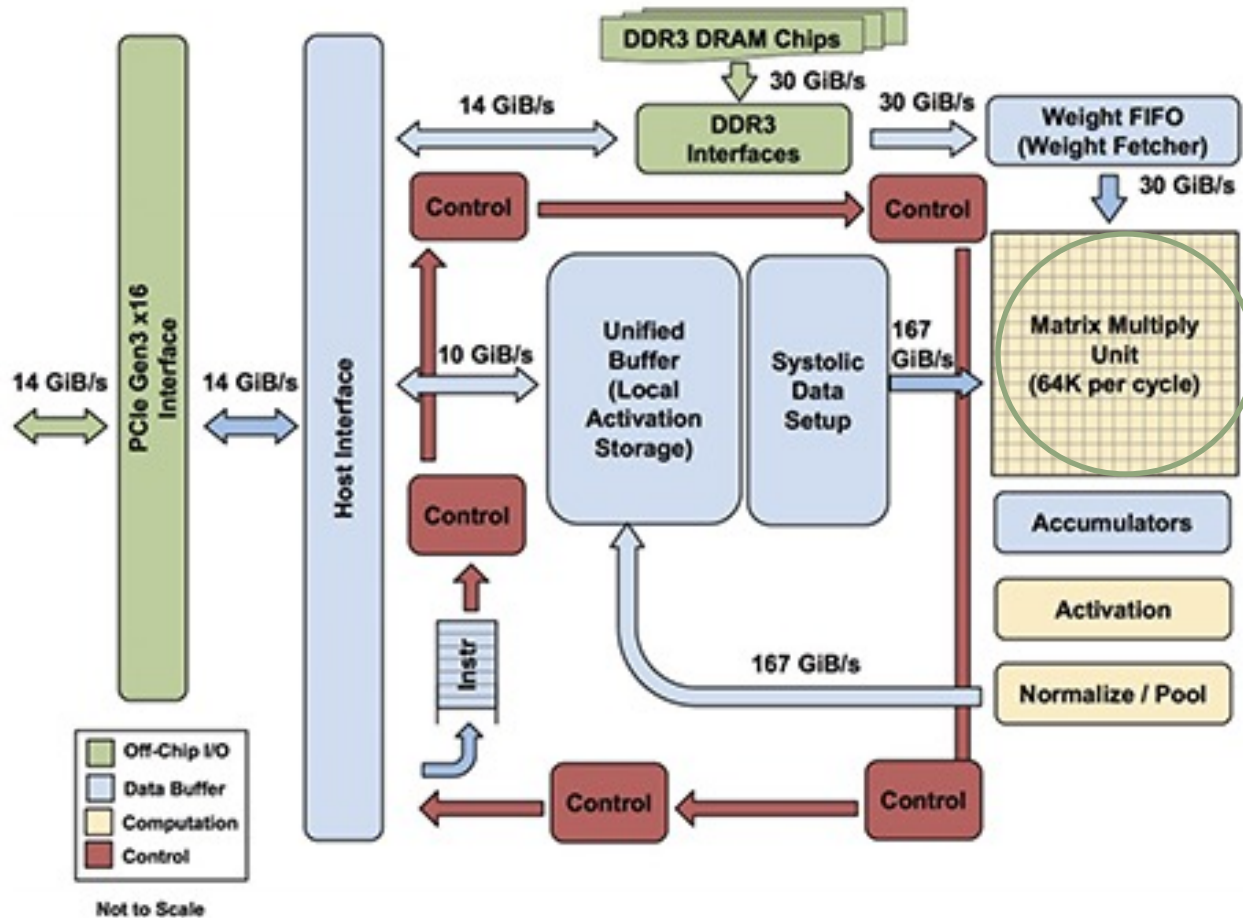 DDR3 DRAM Chips
30 GiB/s
14 GiB/s
30 GiB/s
DDR3
Interfaces
Weight FIFO
(Weight Fetcher)
30 GiB/s
Control
Control
PCIe Gen3 x16
Interface
Host Interface
14 GiB/s
14 GiB/s
10 GiB/s
Unified
Buffer
(Local
Activation
Storage)
Systolic
Data
Setup
167
GiB/s
Matrix Multiply
Unit
(64K per cycle)
Control
Accumulators
Activation
Instr
167 GiB/s
Normalize / Pool
Off-Chip I/O
Data Buffer
Computation
Control
Control
Control
Not to Scale